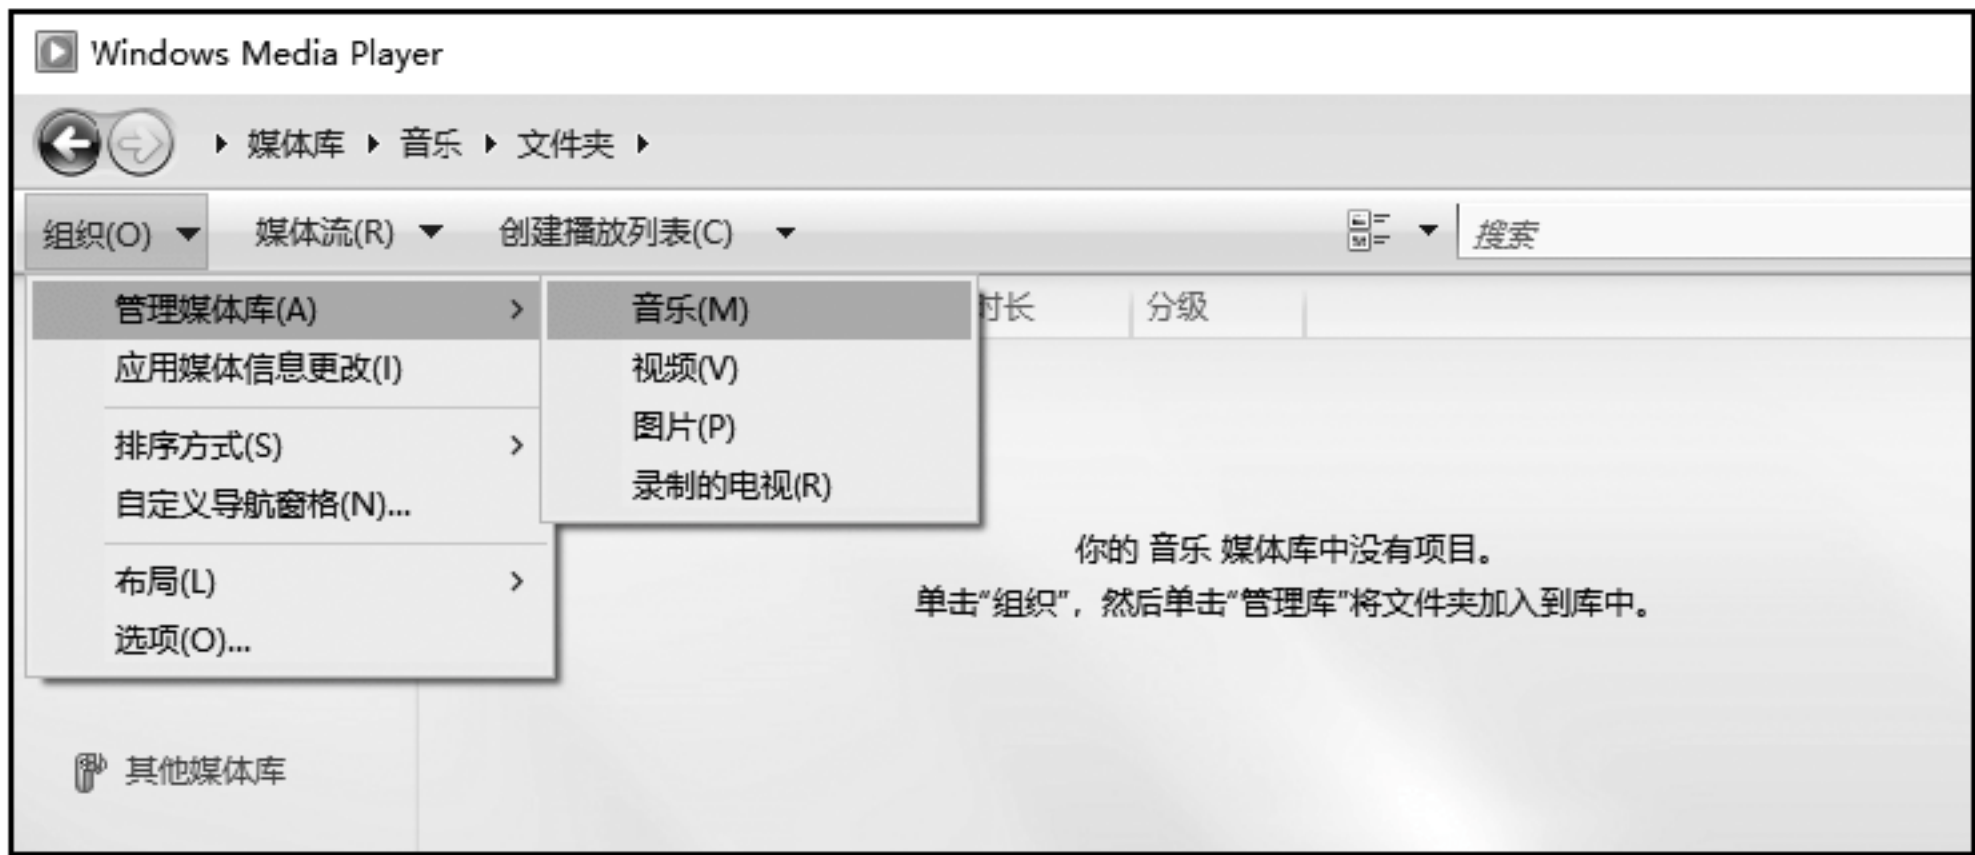 Windows Media Player
媒体库 音乐 文件夹
组织(O) 媒体流(R) 创建播放列表(C) 搜索
管理媒体库(A) 音乐(M) 时长 分级
应用媒体信息更改(I) 视频(V)
图片(P)
排序方式(S)
录制的电视(R)
自定义导航窗格(N)...
你的 音乐 媒体库中没有项目。
布局(L)
单击“组织”，然后单击“管理库”将文件夹加入到库中。
选项(O)...
其他媒体库